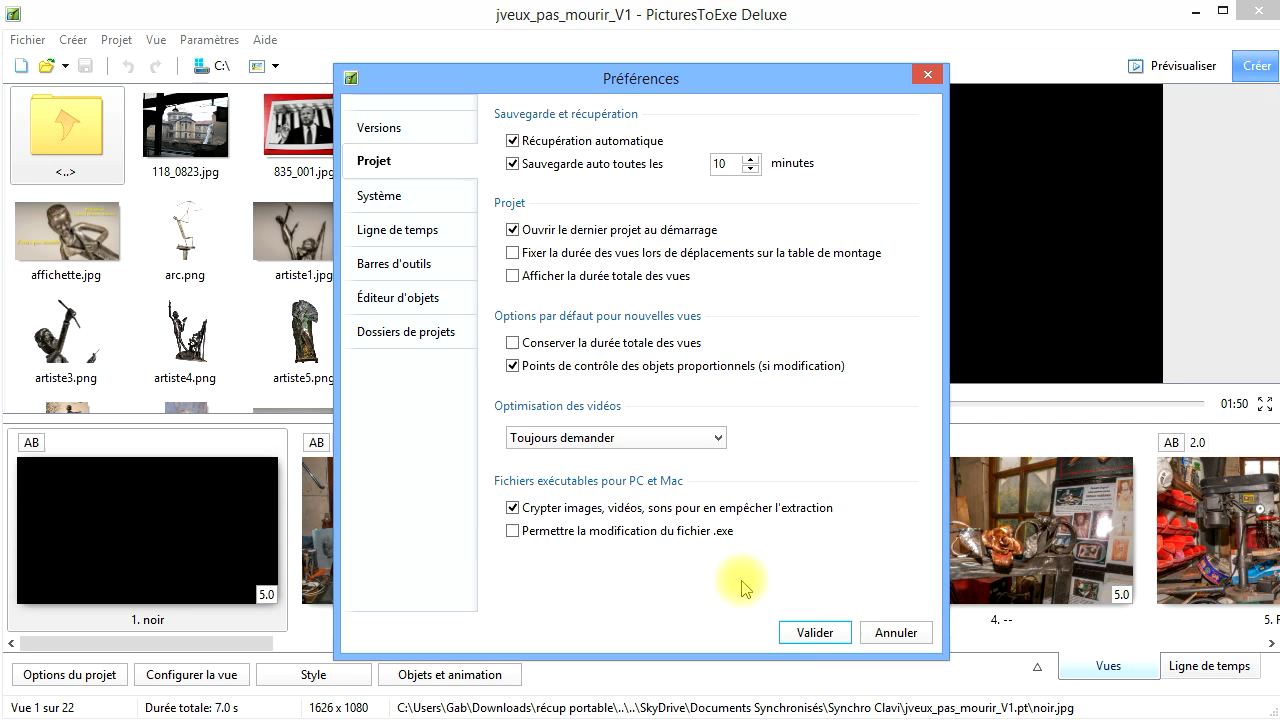 jveux_pas_mourir_V1 - PicturesToExe Deluxe
Fichier Créer Projet Vue Paramètres Aide
C:\
Prévisualiser
Créer
<..>
118_0823.jpg
835_001.jpg
affichette.jpg
arc.png
artiste1.jpg
artiste3.png
artiste4.png
artiste5.png
Préférences
Versions
Projet
Système
Ligne de temps
Barres d'outils
Éditeur d'objets
Dossiers de projets
Sauvegarde et récupération
Récupération automatique
Sauvegarde auto toutes les 10 minutes
Projet
Ouvrir le dernier projet au démarrage
Fixer la durée des vues lors de déplacements sur la table de montage
Afficher la durée totale des vues
Options par défaut pour nouvelles vues
Conserver la durée totale des vues
Points de contrôle des objets proportionnels (si modification)
Optimisation des vidéos
Toujours demander
Fichiers exécutables pour PC et Mac
Crypter images, vidéos, sons pour en empêcher l'extraction
Permettre la modification du fichier .exe
Valider
Annuler
01:50
AB
5.0
1. noir
AB
5.0
4. --
AB 2.0
5. F
Options du projet
Configurer la vue
Style
Objets et animation
Vues
Ligne de temps
Vue 1 sur 22
Durée totale: 7.0 s
1626 x 1080
C:\Users\Gab\Downloads\récup portable\..\..\SkyDrive\Documents Synchronisés\Synchro Clavi\jveux_pas_mourir_V1.pt\noir.jpg